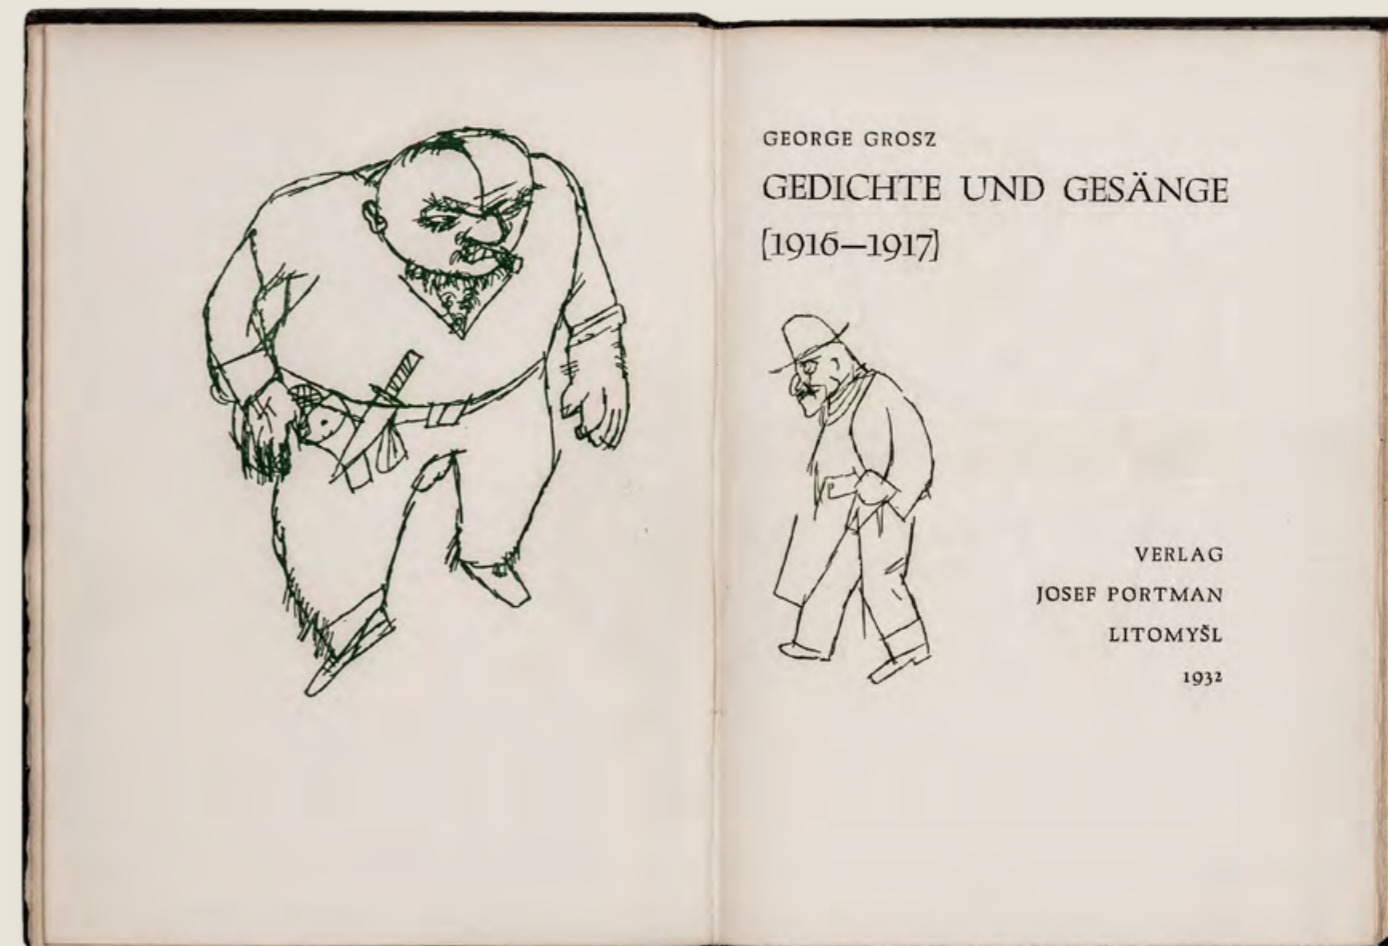 GEORGE GROSZ
GEDICHTE UND GESÄNGE
[1916—1917]
VERLAG
JOSEF PORTMAN
LITOMYŠL
1932